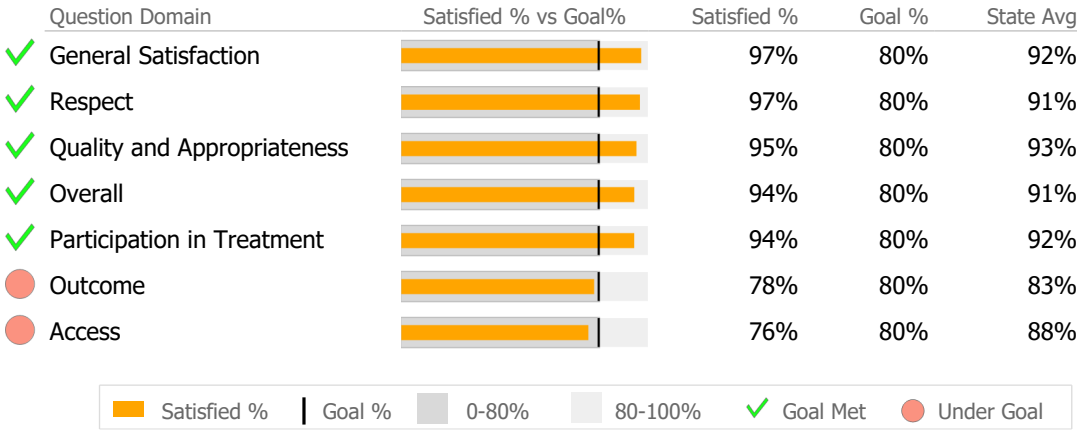 Question Domain Satisfied % vs Goal% Satisfied % Goal % State Avg
General Satisfaction 97% 80% 92%
Respect 97% 80% 91%
Quality and Appropriateness 95% 80% 93%
Overall 94% 80% 91%
Participation in Treatment 94% 80% 92%
Outcome 78% 80% 83%
Access 76% 80% 88%
Satisfied % Goal % 0-80% 80-100% Goal Met Under Goal